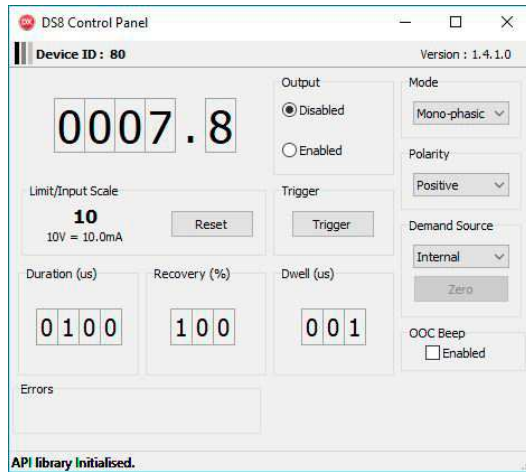 DS8 Control Panel
Device ID : 80
Version : 1.4.1.0
0007.8
Output
Disabled
Enabled
Mode
Mono-phasic
Polarity
Positive
Limit/Input Scale
10
10V = 10.0mA
Reset
Trigger
Trigger
Demand Source
Internal
Zero
Duration (us)
0100
Recovery (%)
100
Dwell (us)
001
OOC Beep
Enabled
Errors
API library Initialised.